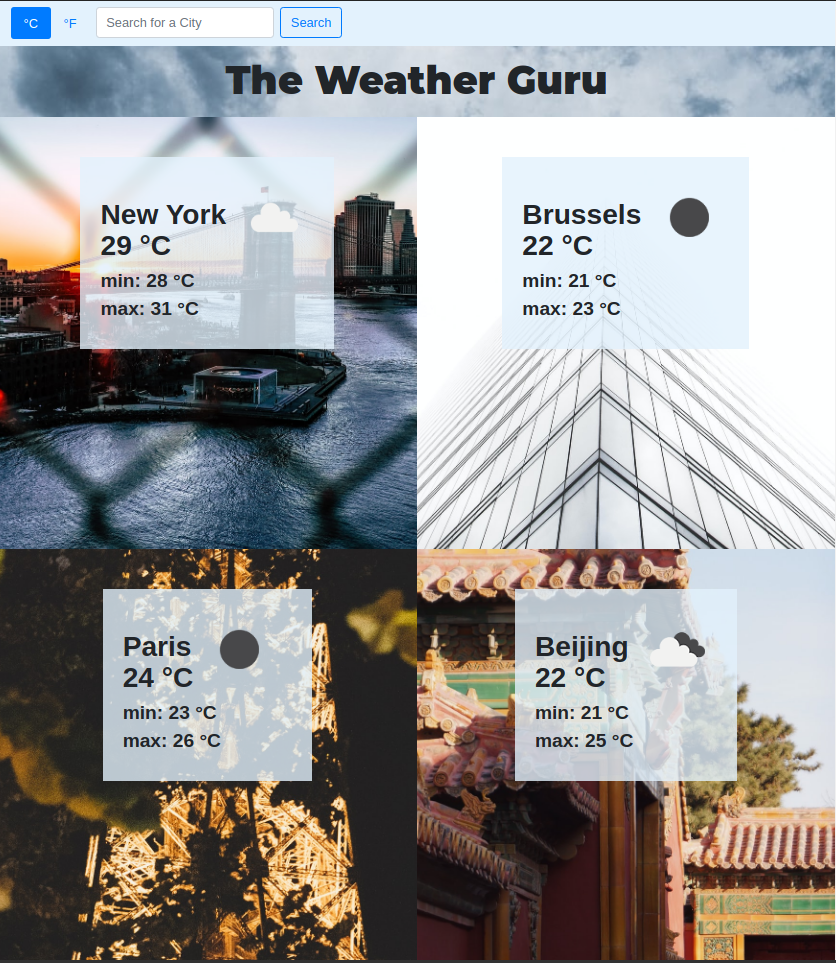 °C °F Search for a City Search
The Weather Guru
New York
29 °C
min: 28 °C
max: 31 °C
Brussels
22 °C
min: 21 °C
max: 23 °C
Paris
24 °C
min: 23 °C
max: 26 °C
Beijing
22 °C
min: 21 °C
max: 25 °C